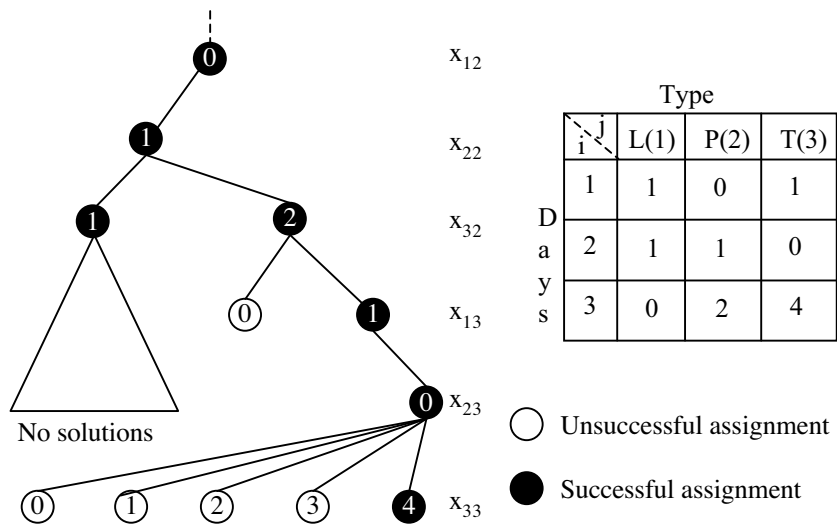 0 x12
1 x22
1 2 x32
0 1 x13
0 x23
No solutions
0 1 2 3 4 x33
Type
i j L(1) P(2) T(3)
1 1 0 1
2 1 1 0
3 0 2 4
Days
Unsuccessful assignment
Successful assignment